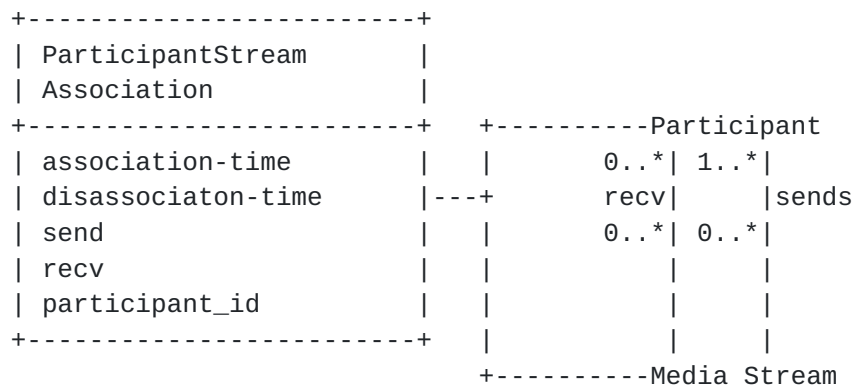 +-------------------------+
| ParticipantStream       |
| Association             |
+-------------------------+   +----------Participant
| association-time        |   |       0..*| 1..*|
| disassociaton-time      |---+       recv|     |sends
| send                    |   |       0..*| 0..*|
| recv                    |   |           |     |
| participant_id          |   |           |     |
+-------------------------+   |           |     |
                              +----------Media Stream